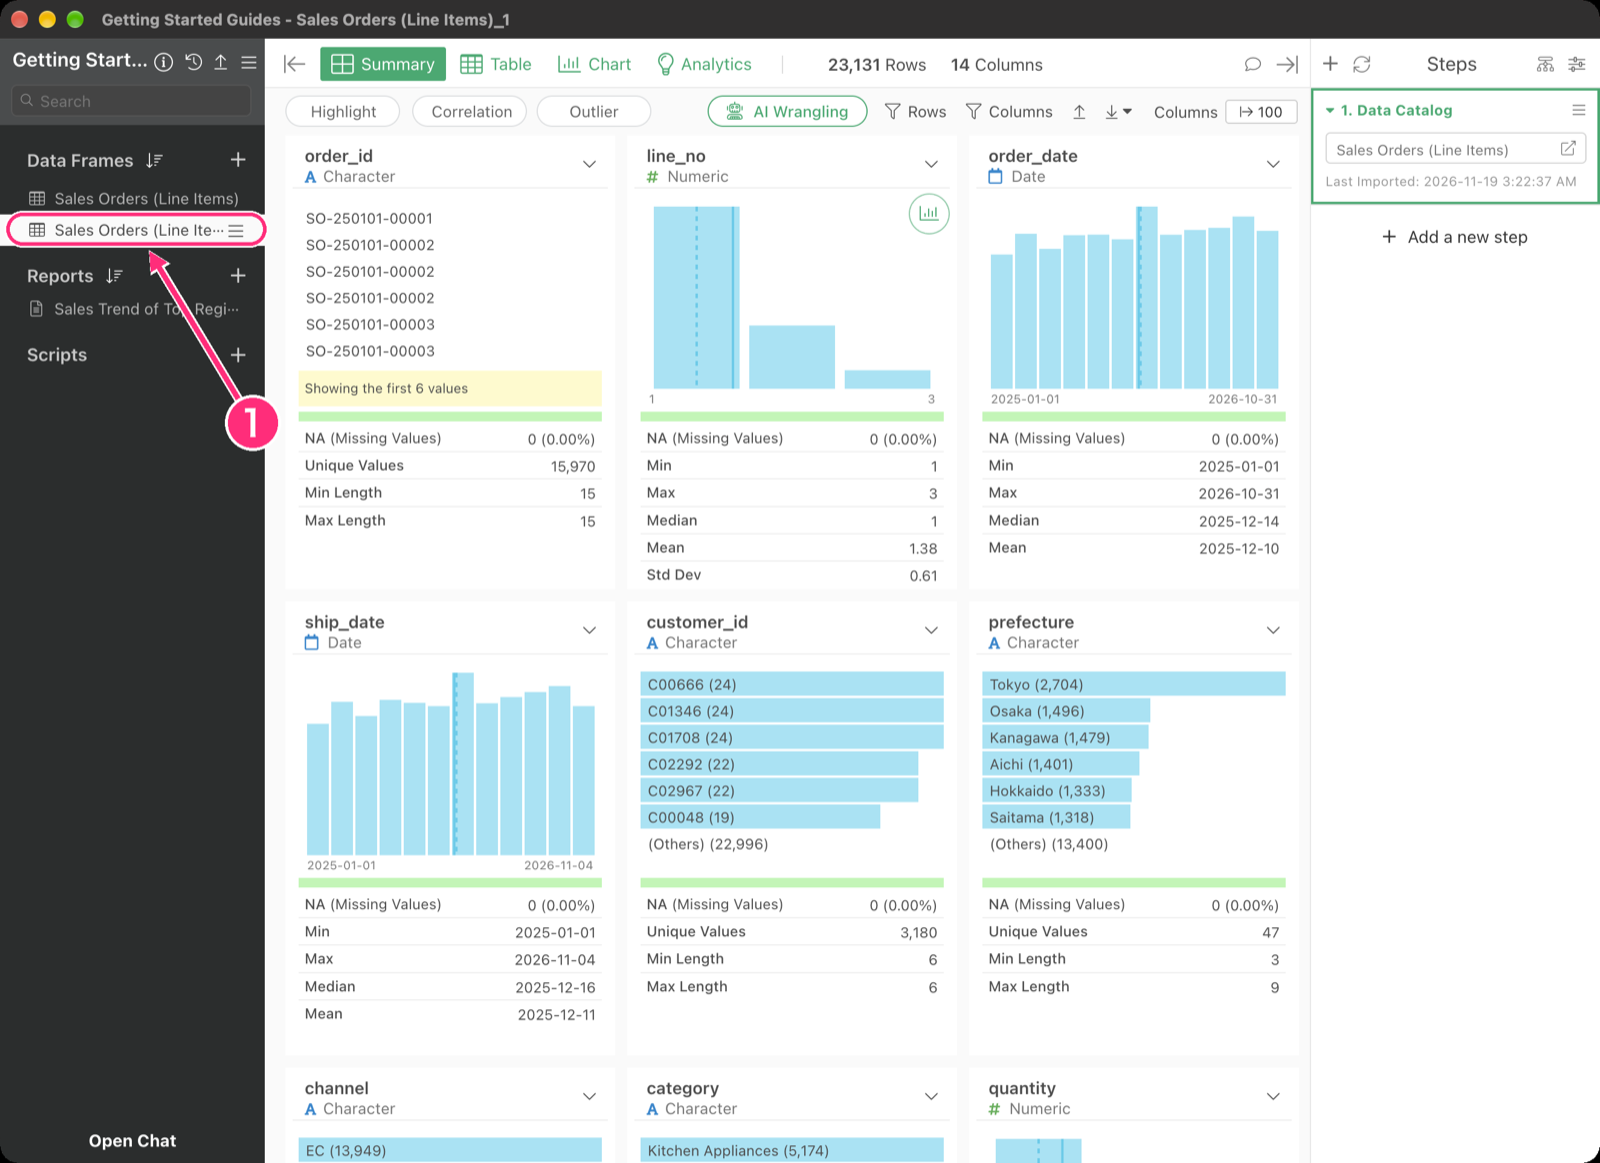 Getting Started Guides - Sales Orders (Line Items)_1
Getting Start...
Search
Data Frames
Sales Orders (Line Items)
Sales Orders (Line Ite···
Reports
Sales Trend of To Regi···
Scripts
1
Open Chat
Summary
Table
Chart
Analytics
23,131 Rows
14 Columns
Highlight
Correlation
Outlier
AI Wrangling
Rows
Columns
Columns
100
order_id
A Character
SO-250101-00001
SO-250101-00002
SO-250101-00002
SO-250101-00002
SO-250101-00003
SO-250101-00003
Showing the first 6 values
NA (Missing Values) 0 (0.00%)
Unique Values 15,970
Min Length 15
Max Length 15
line_no
# Numeric
1 3
NA (Missing Values) 0 (0.00%)
Min 1
Max 3
Median 1
Mean 1.38
Std Dev 0.61
order_date
Date
2025-01-01 2026-10-31
NA (Missing Values) 0 (0.00%)
Min 2025-01-01
Max 2026-10-31
Median 2025-12-14
Mean 2025-12-10
ship_date
Date
2025-01-01 2026-11-04
NA (Missing Values) 0 (0.00%)
Min 2025-01-01
Max 2026-11-04
Median 2025-12-16
Mean 2025-12-11
customer_id
A Character
C00666 (24)
C01346 (24)
C01708 (24)
C02292 (22)
C02967 (22)
C00048 (19)
(Others) (22,996)
NA (Missing Values) 0 (0.00%)
Unique Values 3,180
Min Length 6
Max Length 6
prefecture
A Character
Tokyo (2,704)
Osaka (1,496)
Kanagawa (1,479)
Aichi (1,401)
Hokkaido (1,333)
Saitama (1,318)
(Others) (13,400)
NA (Missing Values) 0 (0.00%)
Unique Values 47
Min Length 3
Max Length 9
channel
A Character
EC (13,949)
category
A Character
Kitchen Appliances (5,174)
quantity
# Numeric
Steps
1. Data Catalog
Sales Orders (Line Items)
Last Imported: 2026-11-19 3:22:37 AM
+ Add a new step